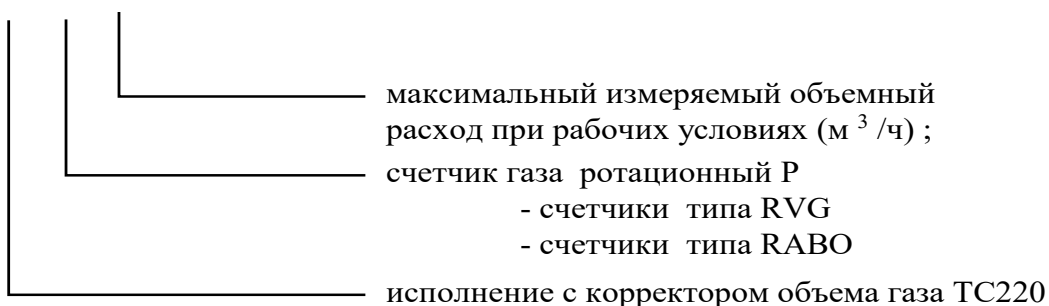 максимальный измеряемый объемный
расход при рабочих условиях (м ³ /ч) ;
счетчик газа ротационный Р
- счетчики типа RVG
- счетчики типа RABO
исполнение с корректором объема газа ТС220